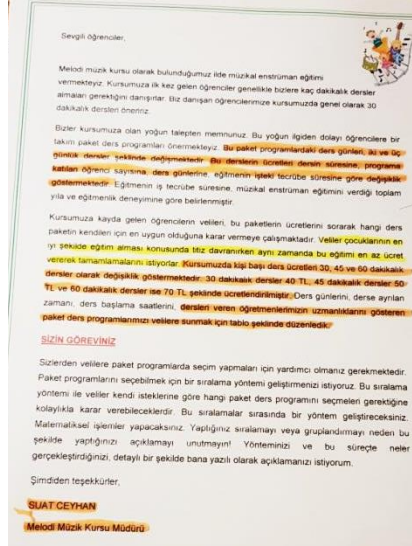 Sevgili öğrenciler,
Melodi müzik kursu olarak bulunduğumuz ilde müzikal enstrüman eğitimi
vermekteyiz. Kursumuza ilk kez gelen öğrenciler genellikle bizlere kaç dakikalık dersler
almaları gerektiğini danışırlar. Biz danışan öğrencilerimize kursumuzda genel olarak 30
dakikalık dersleri öneririz.
Bizler kursumuza olan yoğun talepten memnunuz. Bu yoğun ilgiden dolayı öğrencilere bir
takım paket ders programları önermekteyiz. Bu paket programlardaki ders günleri, iki ve üç
günlük dersler şeklinde değişmektedir. Bu derslerin ücretleri dersin süresine, programa
katılan öğrenci sayısına, ders günlerine, eğitmenin işteki tecrübe süresine göre değişiklik
göstermektedir. Eğitmenin iş tecrübe süresine, müzikal enstrüman eğitimini verdiği toplam
yıla ve eğitmenlik deneyimine göre belirlenmiştir.
Kursumuza kayda gelen öğrencilerin velileri, bu paketlerin ücretlerini sorarak hangi ders
paketin kendileri için en uygun olduğuna karar vermeye çalışmaktadır. Veliler çocuklarının en
iyi şekilde eğitim alması konusunda titiz davranırken aynı zamanda bu eğitimi en az ücret
vererek tamamlamalarını istiyorlar. Kursumuzda kişi başı ders ücretleri 30, 45 ve 60 dakikalık
dersler olarak değişiklik göstermektedir. 30 dakikalık dersler 40 TL, 45 dakikalık dersler 50
TL ve 60 dakikalık dersler ise 70 TL şeklinde ücretlendirilmiştir. Ders günlerini, derse ayrılan
zamanı, ders başlama saatlerini, dersleri veren öğretmenlerimizin uzmanlıklarını gösteren
paket ders programlarımızı velilere sunmak için tablo şeklinde düzenledik.
SİZİN GÖREVİNİZ
Sizlerden velilere paket programlarda seçim yapmaları için yardımcı olmanız gerekmektedir.
Paket programlarını seçebilmek için bir sıralama yöntemi geliştirmenizi istiyoruz. Bu sıralama
yöntemi ile veliler kendi isteklerine göre hangi paket ders programını seçmeleri gerektiğine
kolaylıkla karar verebileceklerdir. Bu sıralamalar sırasında bir yöntem geliştireceksiniz.
Matematiksel işlemler yapacaksınız. Yaptığınız sıralamayı veya gruplandırmayı neden bu
şekilde yaptığınızı açıklamayı unutmayın! Yönteminizi ve bu süreçte neler
gerçekleştirdiğinizi, detaylı bir şekilde bana yazılı olarak açıklamanızı istiyorum.
Şimdiden teşekkürler,
SUAT CEYHAN
Melodi Müzik Kursu Müdürü